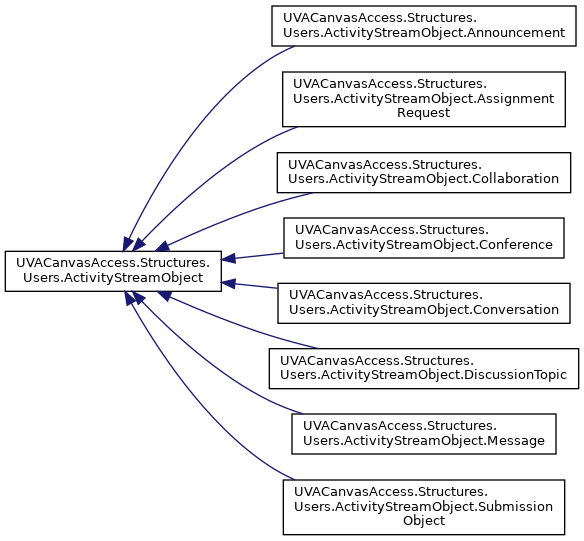 UVACanvasAccess.Structures.
Users.ActivityStreamObject.Announcement
UVACanvasAccess.Structures.
Users.ActivityStreamObject.Assignment
Request
UVACanvasAccess.Structures.
Users.ActivityStreamObject.Collaboration
UVACanvasAccess.Structures.
Users.ActivityStreamObject.Conference
UVACanvasAccess.Structures.
Users.ActivityStreamObject
UVACanvasAccess.Structures.
Users.ActivityStreamObject.Conversation
UVACanvasAccess.Structures.
Users.ActivityStreamObject.DiscussionTopic
UVACanvasAccess.Structures.
Users.ActivityStreamObject.Message
UVACanvasAccess.Structures.
Users.ActivityStreamObject.Submission
Object